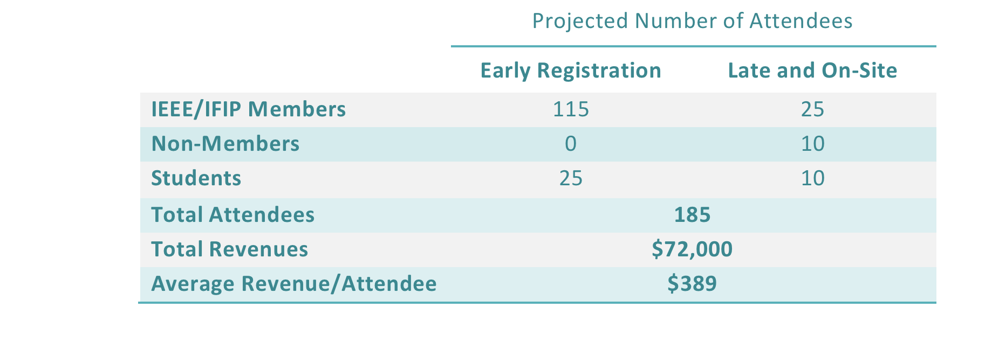 Projected Number of Attendees
Early Registration Late and On-Site
IEEE/IFIP Members 115 25
Non-Members 0 10
Students 25 10
Total Attendees 185
Total Revenues $72,000
Average Revenue/Attendee $389